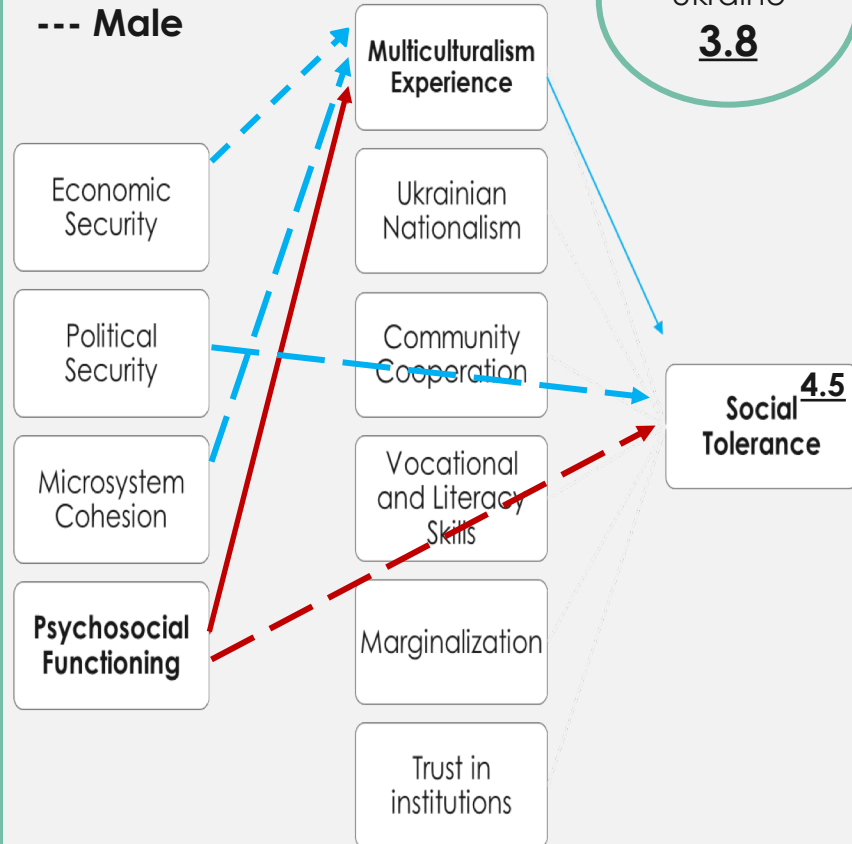 --- Male
3.8
Multiculturalism
Experience
Economic
Security
Ukrainian
Nationalism
Political
Security
Community
Cooperation
4.5
Social
Tolerance
Microsystem
Cohesion
Vocational
and Literacy
Skills
Psychosocial
Functioning
Marginalization
Trust in
institutions